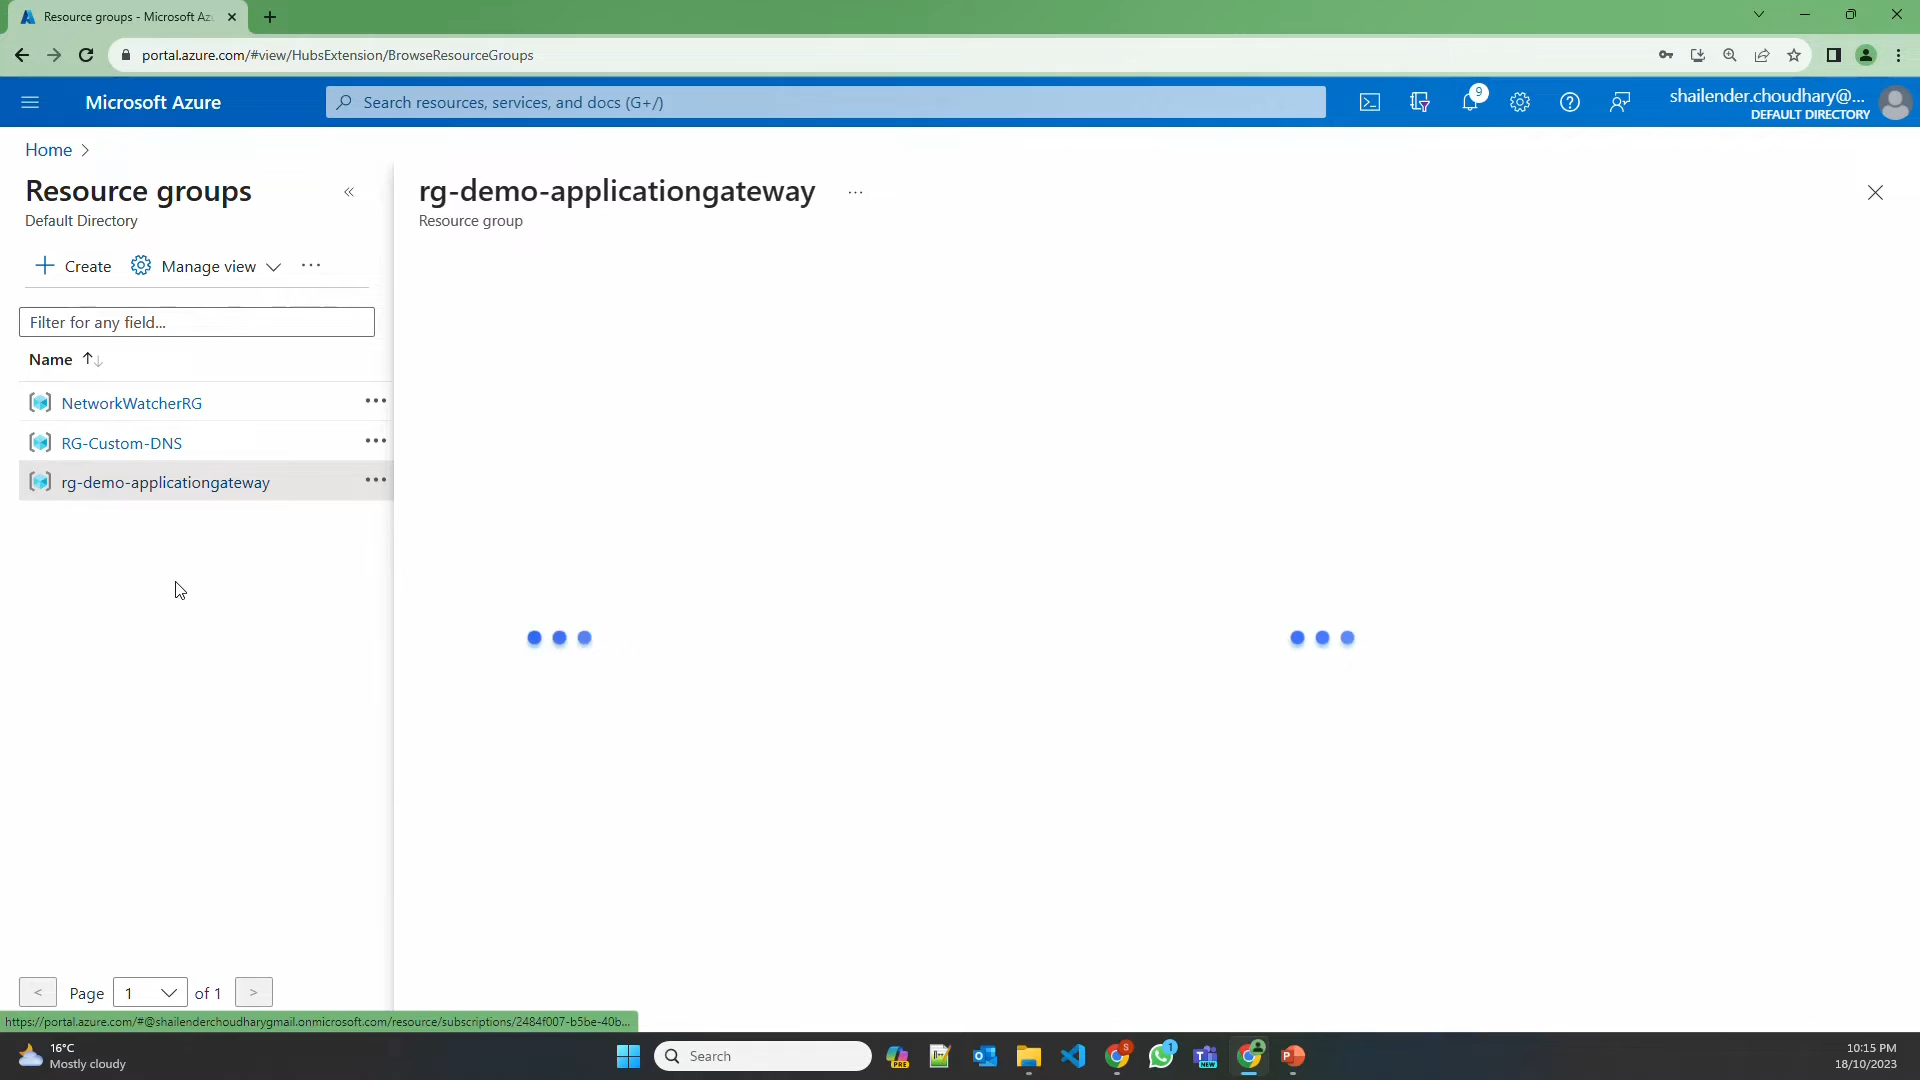 Resource groups - Microsoft Az
portal.azure.com/#view/HubsExtension/BrowseResourceGroups
Microsoft Azure
Search resources, services, and docs (G+/)
9
shailender.choudhary@...
DEFAULT DIRECTORY
Home
Resource groups
Default Directory
Create
Manage view
Filter for any field...
Name
NetworkWatcherRG
RG-Custom-DNS
rg-demo-applicationgateway
rg-demo-applicationgateway
Resource group
< Page 1 of 1 >
https://portal.azure.com/#@shailenderchoudharygmail.onmicrosoft.com/resource/subscriptions/2484f007-b5be-40b...
16°C
Mostly cloudy
Search
PRE
S
1
NEW
10:15 PM
18/10/2023